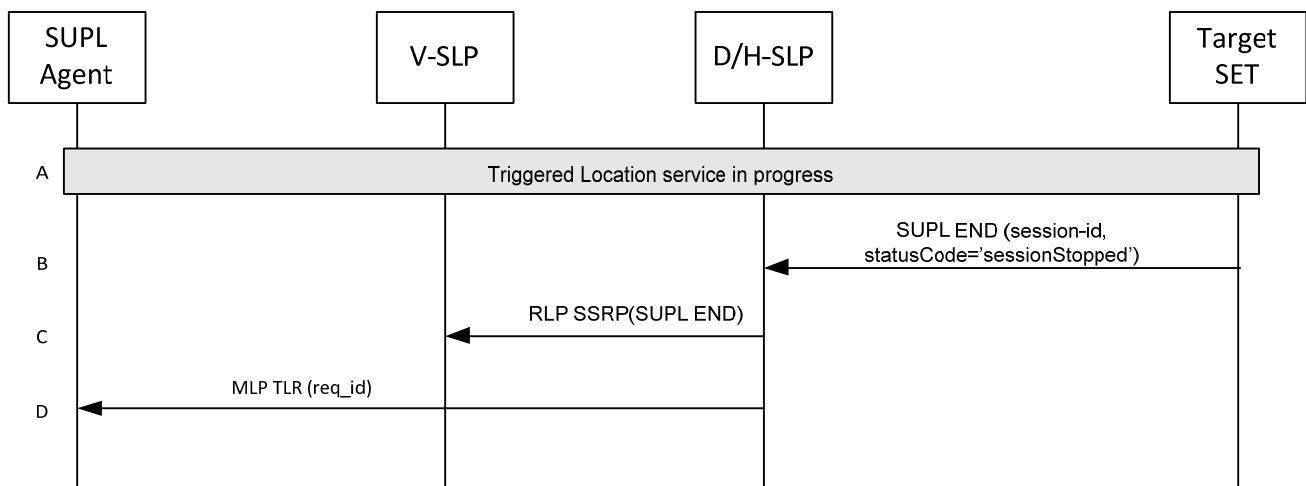 SUPL
Agent
V-SLP
D/H-SLP
Target
SET
A
Triggered Location service in progress
SUPL END (session-id,
statusCode=’sessionStopped’)
B
RLP SSRP(SUPL END)
C
MLP TLR (req_id)
D